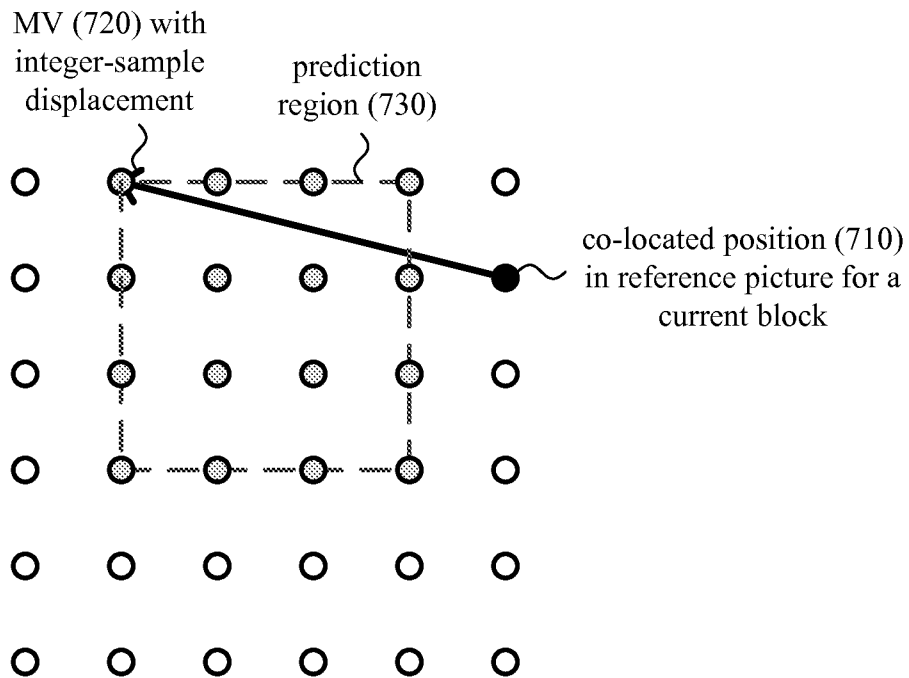 MV (720) with
integer-sample
displacement
prediction
region (730)
co-located position (710)
in reference picture for a
current block